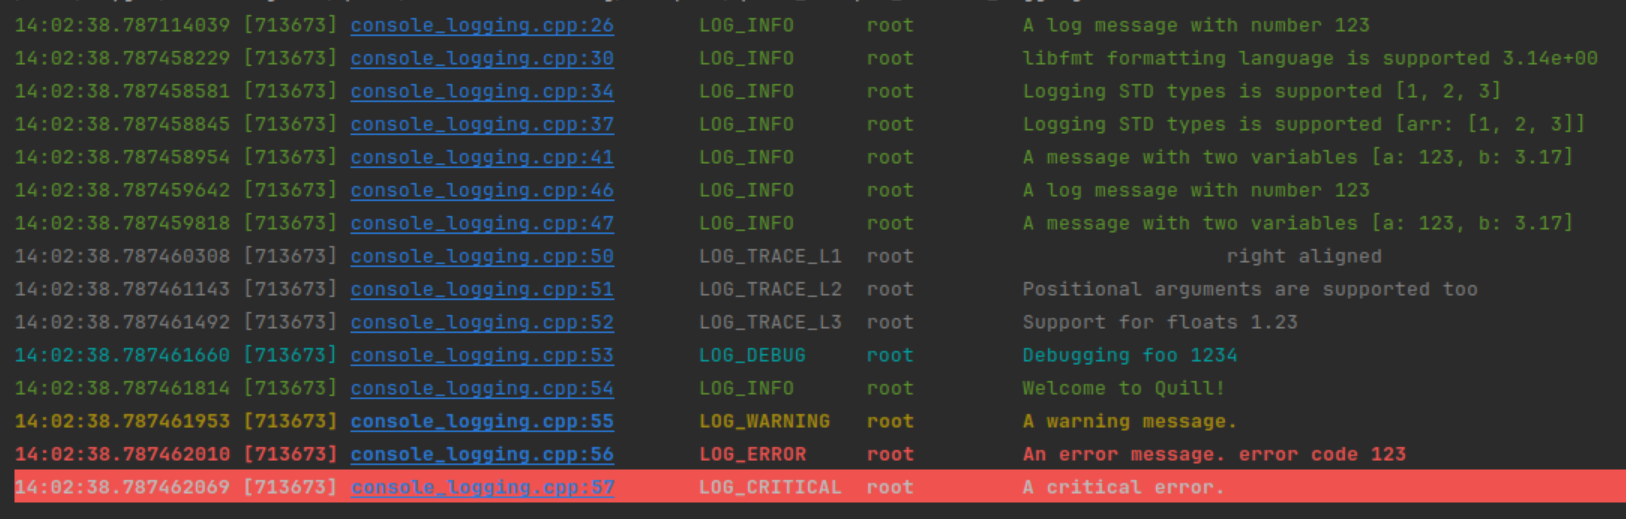 14:02:38.787114039 [713673] console_logging.cpp:26 LOG_INFO root A log message with number 123
14:02:38.787458229 [713673] console_logging.cpp:30 LOG_INFO root libfmt formatting language is supported 3.14e+00
14:02:38.787458581 [713673] console_logging.cpp:34 LOG_INFO root Logging STD types is supported [1, 2, 3]
14:02:38.787458845 [713673] console_logging.cpp:37 LOG_INFO root Logging STD types is supported [arr: [1, 2, 3]]
14:02:38.787458954 [713673] console_logging.cpp:41 LOG_INFO root A message with two variables [a: 123, b: 3.17]
14:02:38.787459642 [713673] console_logging.cpp:46 LOG_INFO root A log message with number 123
14:02:38.787459818 [713673] console_logging.cpp:47 LOG_INFO root A message with two variables [a: 123, b: 3.17]
14:02:38.787460308 [713673] console_logging.cpp:50 LOG_TRACE_L1 root right aligned
14:02:38.787461143 [713673] console_logging.cpp:51 LOG_TRACE_L2 root Positional arguments are supported too
14:02:38.787461492 [713673] console_logging.cpp:52 LOG_TRACE_L3 root Support for floats 1.23
14:02:38.787461660 [713673] console_logging.cpp:53 LOG_DEBUG root Debugging foo 1234
14:02:38.787461814 [713673] console_logging.cpp:54 LOG_INFO root Welcome to Quill!
14:02:38.787461953 [713673] console_logging.cpp:55 LOG_WARNING root A warning message.
14:02:38.787462010 [713673] console_logging.cpp:56 LOG_ERROR root An error message. error code 123
14:02:38.787462069 [713673] console_logging.cpp:57 LOG_CRITICAL root A critical error.